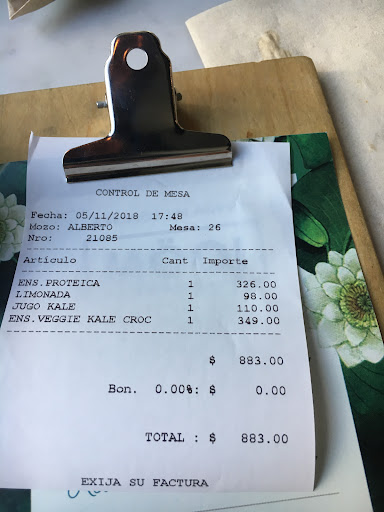 CONTROL DE MESA
Fecha: 05/11/2018 17:48
Mozo: ALBERTO Mesa: 26
Nro: 21085
Artículo Cant Importe
ENS.PROTEICA 1 326.00
LIMONADA 1 98.00
JUGO KALE 1 110.00
ENS.VEGGIE KALE CROC 1 349.00
$ 883.00
Bon. 0.00%: $ 0.00
TOTAL : $ 883.00
EXIJA SU FACTURA